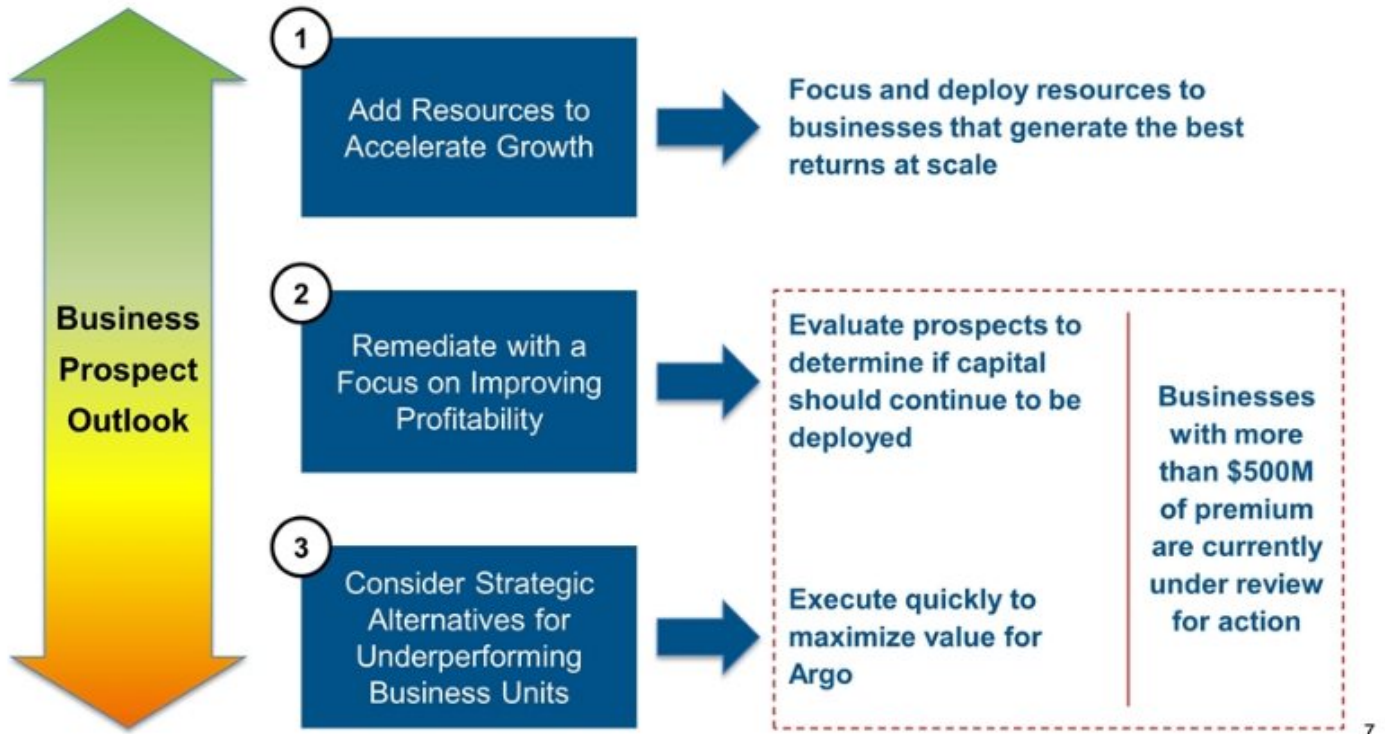 1
Add Resources to
Accelerate Growth
Focus and deploy resources to
businesses that generate the best
returns at scale
Business
Prospect
Outlook
2
Remediate with a
Focus on Improving
Profitability
Evaluate prospects to
determine if capital
should continue to be
deployed
Businesses
with more
than $500M
of premium
are currently
under review
for action
3
Consider Strategic
Alternatives for
Underperforming
Business Units
Execute quickly to
maximize value for
Argo
7